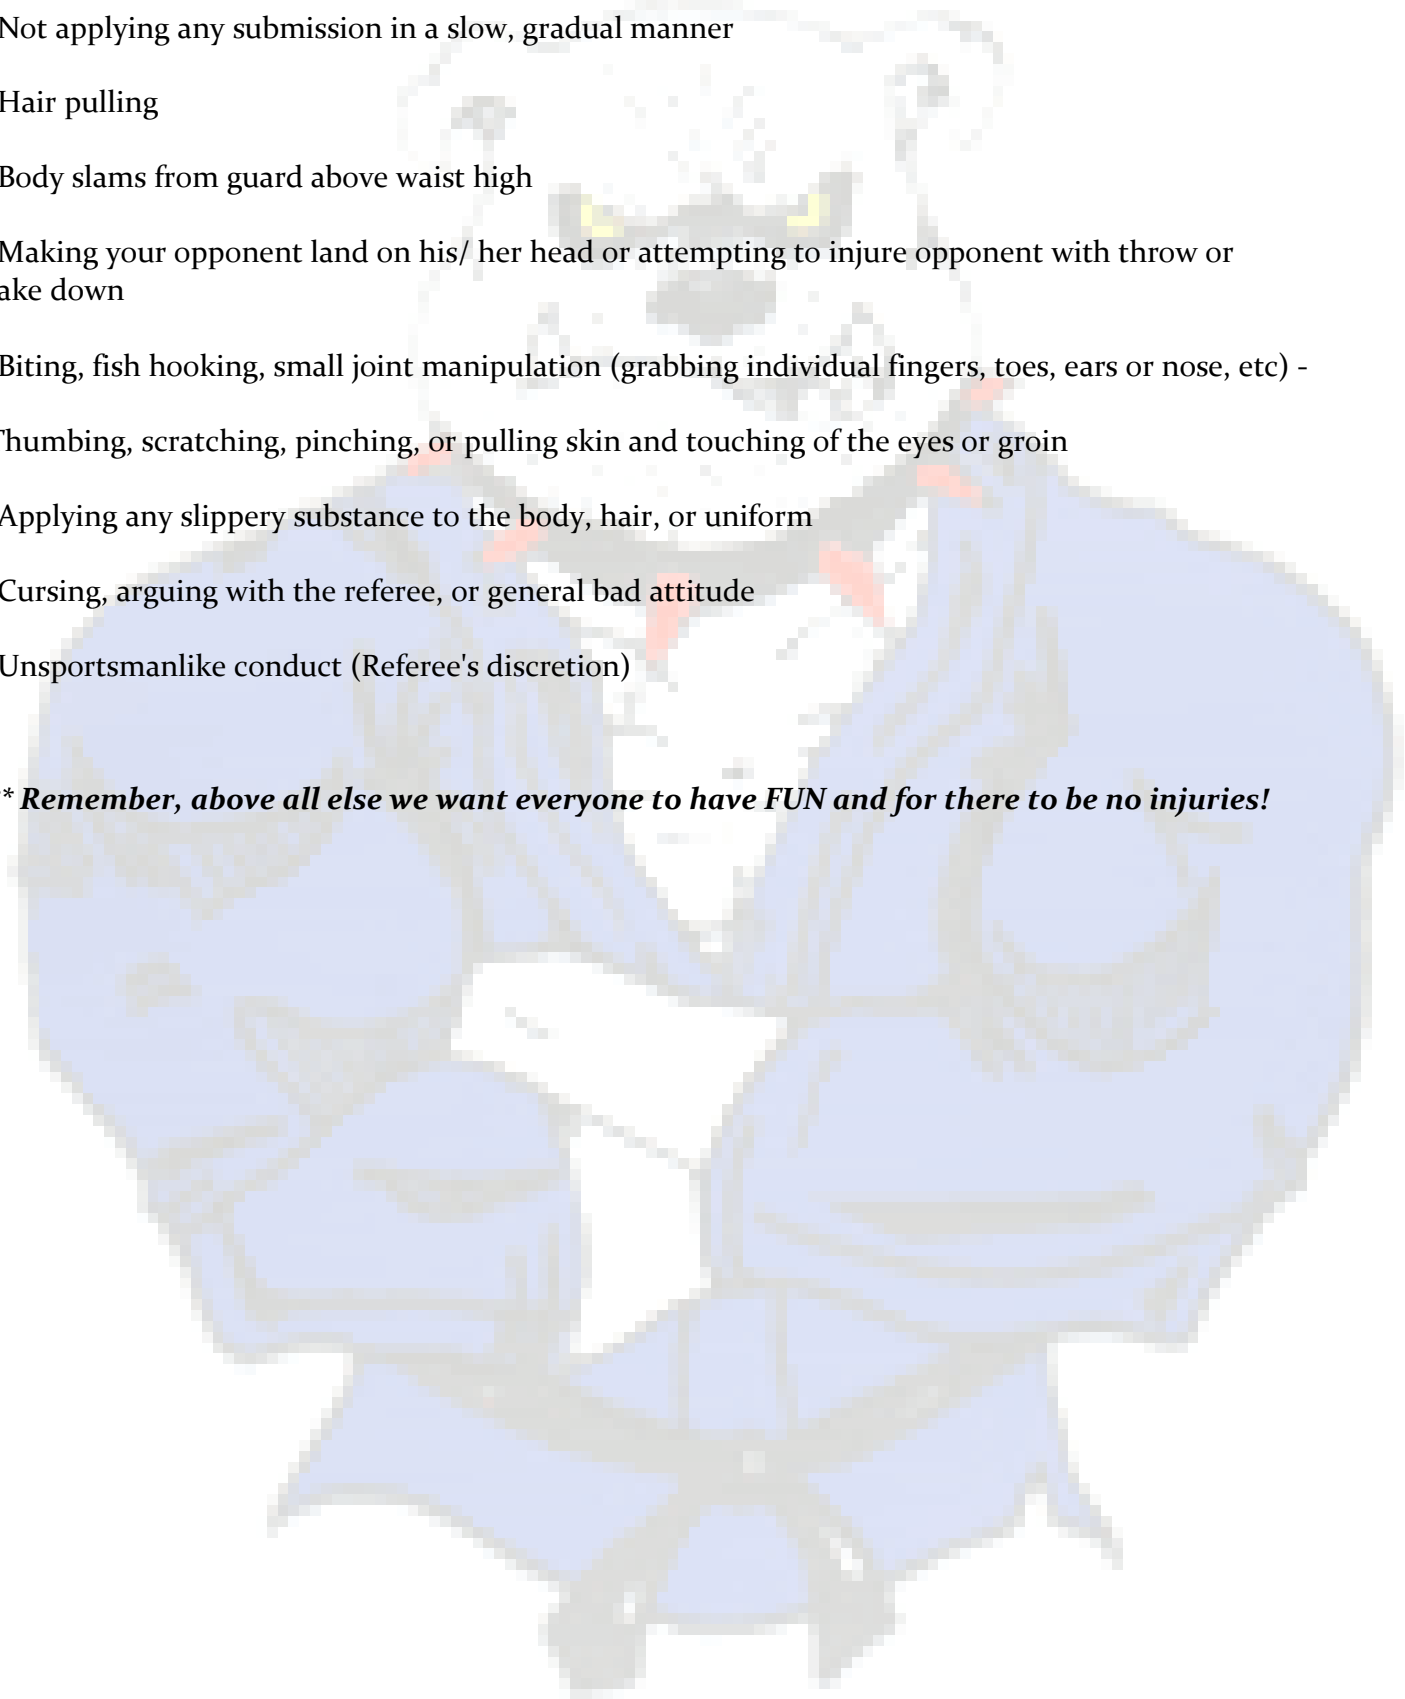 Not applying any submission in a slow, gradual manner
Hair pulling
Body slams from guard above waist high
Making your opponent land on his/ her head or attempting to injure opponent with throw or
ake down
Biting, fish hooking, small joint manipulation (grabbing individual fingers, toes, ears or nose, etc) -
Thumbing, scratching, pinching, or pulling skin and touching of the eyes or groin
Applying any slippery substance to the body, hair, or uniform
Cursing, arguing with the referee, or general bad attitude
Unsportsmanlike conduct (Referee's discretion)
* Remember, above all else we want everyone to have FUN and for there to be no injuries!